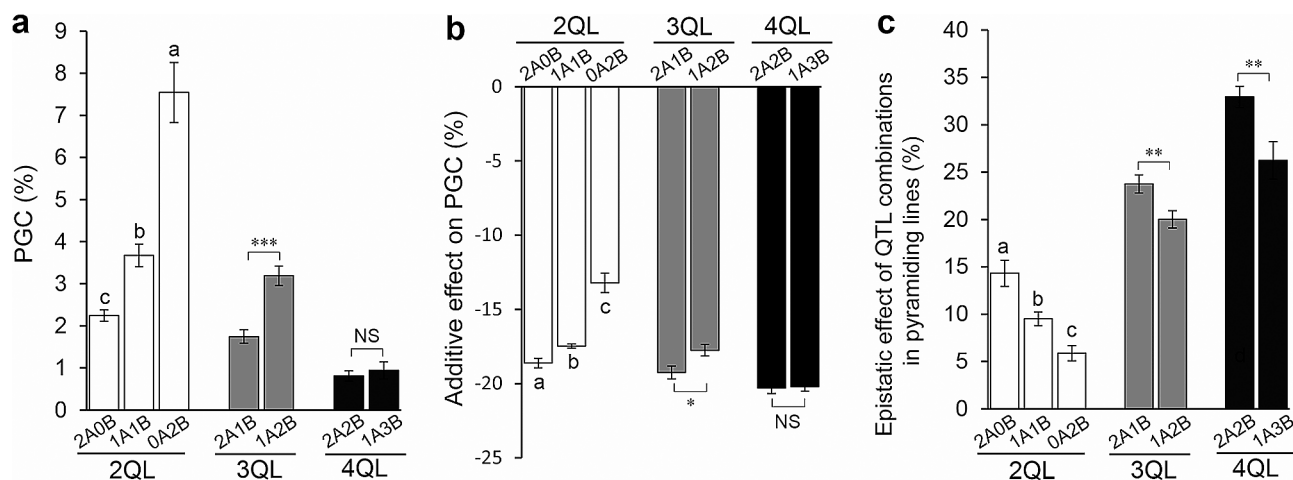 a
PGC (%)
9
8
7
6
5
4
3
2
1
0
c
b
a
***
NS
2A0B
1A1B
0A2B
2A1B
1A2B
2A2B
1A3B
2QL
3QL
4QL
b
2QL
3QL
4QL
2A0B
1A1B
0A2B
2A1B
1A2B
2A2B
1A3B
Additive effect on PGC (%)
0
-5
-10
-15
-20
-25
a
b
c
*
NS
c
Epistatic effect of QTL combinations
in pyramiding lines (%)
40
35
30
25
20
15
10
5
0
a
b
c
**
**
d
2A0B
1A1B
0A2B
2A1B
1A2B
2A2B
1A3B
2QL
3QL
4QL